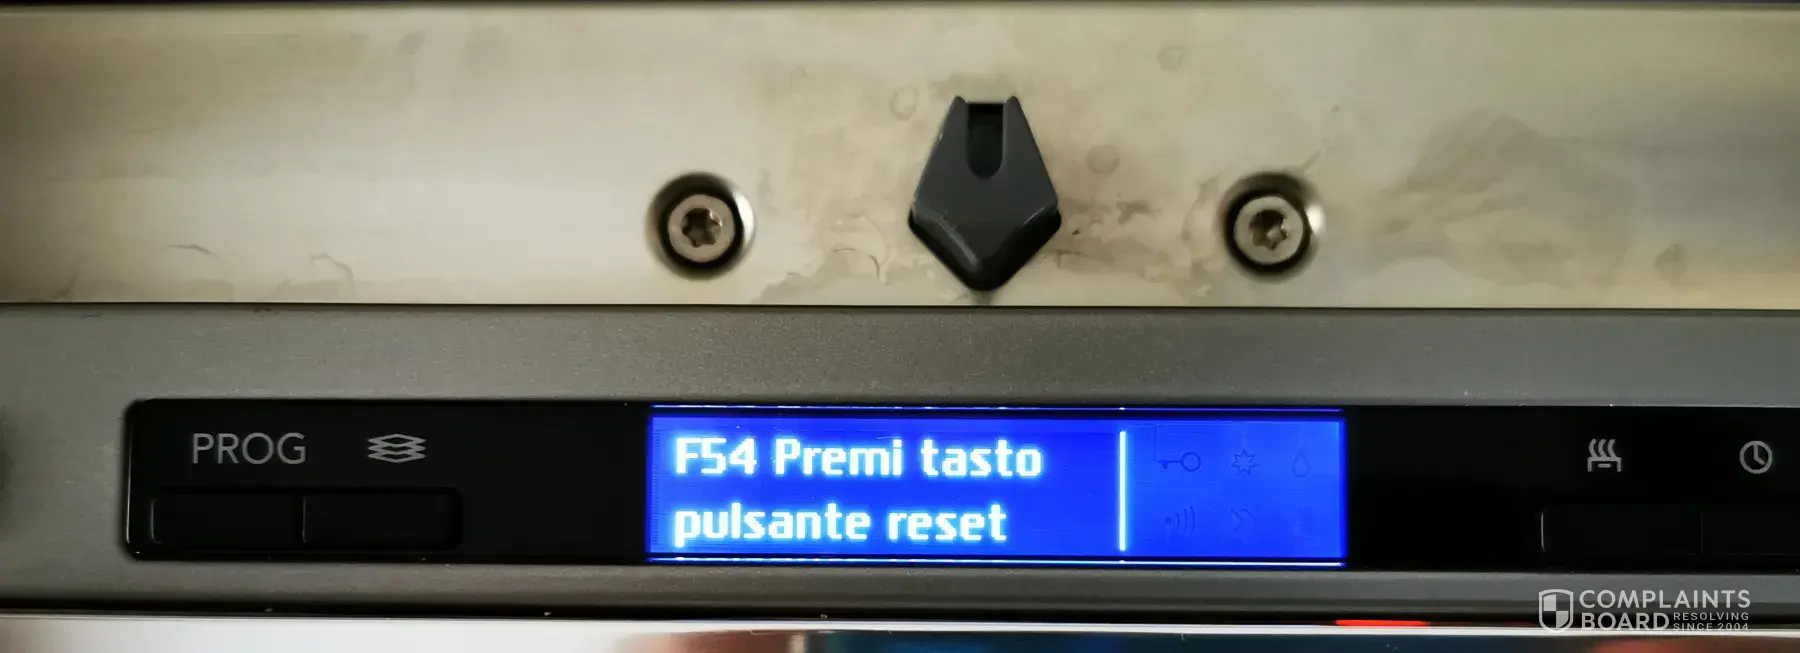 PROG
F54 Premi tasto
pulsante reset
COMPLAINTS
BOARD RESOLVING
SINCE 2004